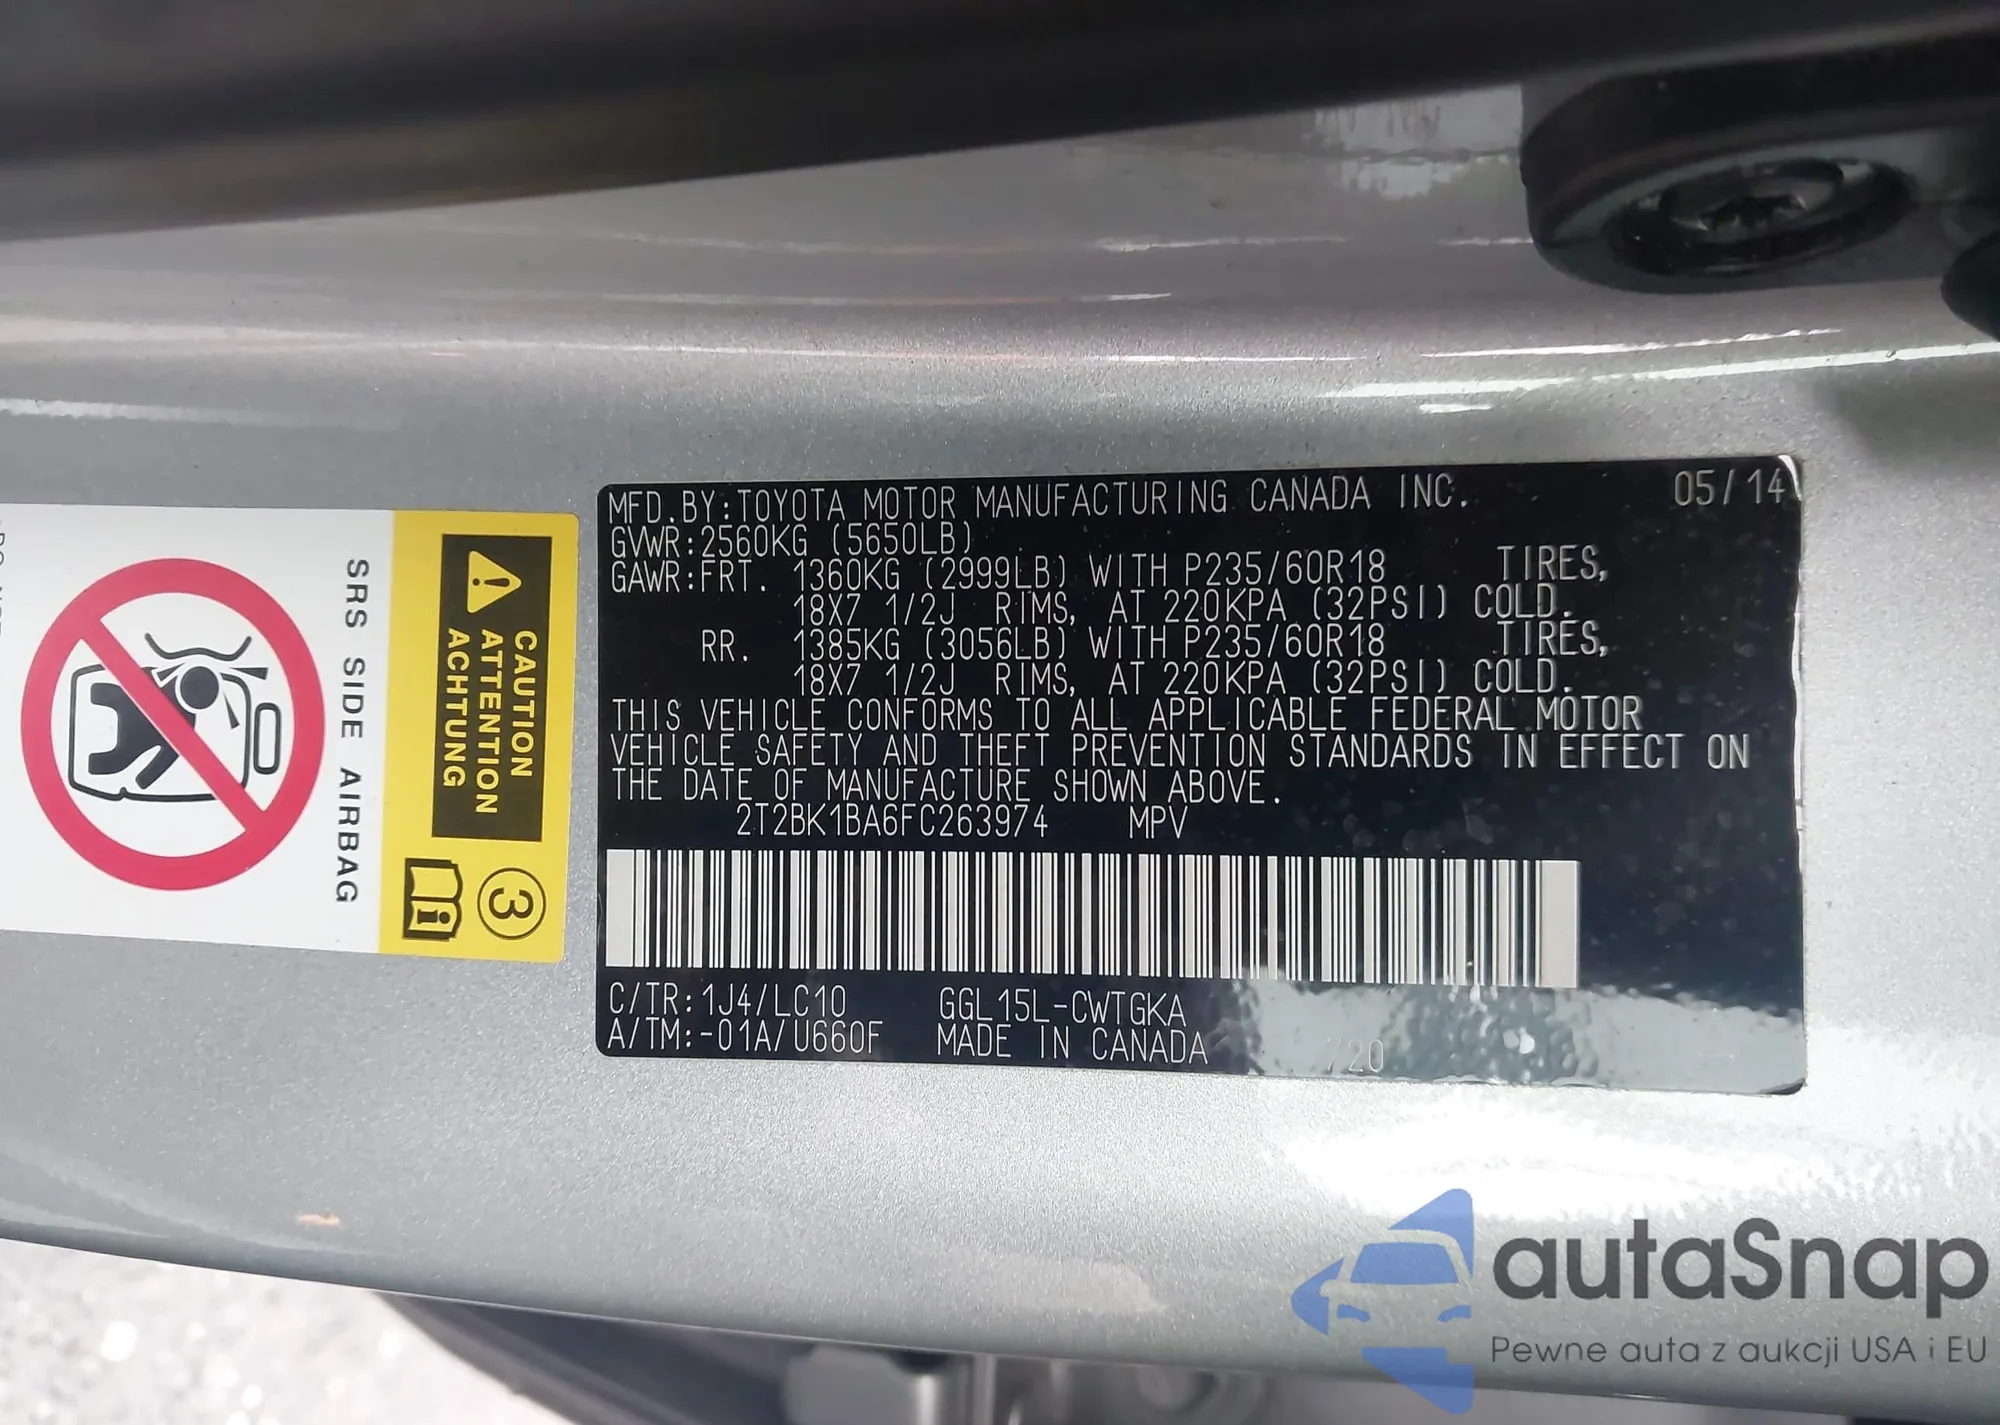 SRS SIDE AIRBAG
CAUTION
ATTENTION
ACHTUNG
3
MFD.BY:TOYOTA MOTOR MANUFACTURING CANADA INC. 05/14
GVWR:2560KG (5650LB)
GAWR:FRT. 1360KG (2999LB) WITH P235/60R18 TIRES,
18X7 1/2J RIMS, AT 220KPA (32PSI) COLD.
RR. 1385KG (3056LB) WITH P235/60R18 TIRES,
18X7 1/2J RIMS, AT 220KPA (32PSI) COLD.
THIS VEHICLE CONFORMS TO ALL APPLICABLE FEDERAL MOTOR
VEHICLE SAFETY AND THEFT PREVENTION STANDARDS IN EFFECT ON
THE DATE OF MANUFACTURE SHOWN ABOVE.
2T2BK1BA6FC263974 MPV
C/TR:1J4/LC10 GGL15L-CWTGKA
A/TM:-01A/U660F MADE IN CANADA 720
autaSnap
Pewne auta z aukcji USA i EU